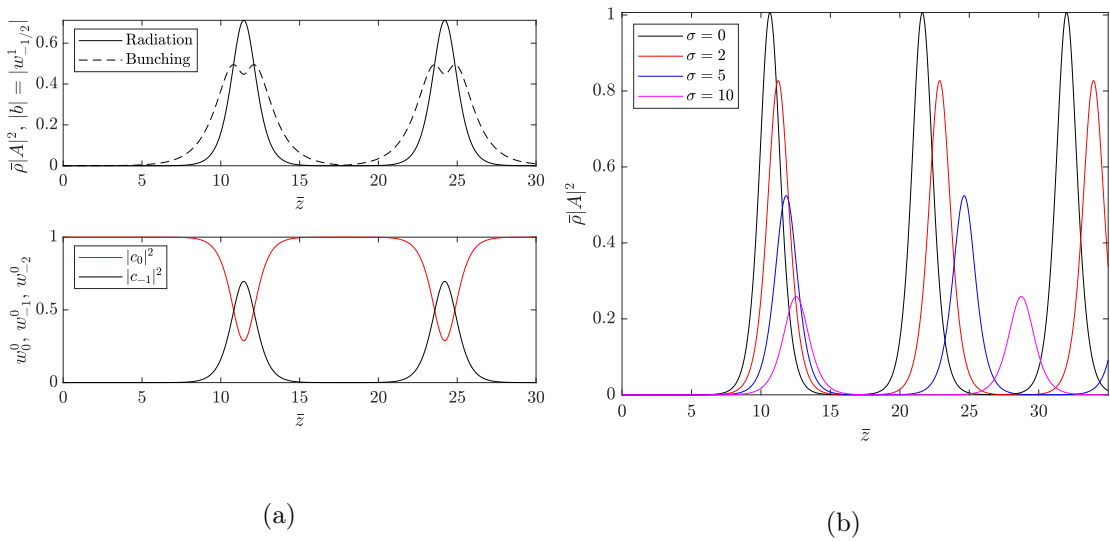 ρ̄|A|², |b| = |w¹₋₁/₂|
0.6
0.4
0.2
0
Radiation
Bunching
0 5 10 15 20 25 30
z̄
w⁰₀, w⁰₋₁, w⁰₋₂
1
0.5
0
|c₀|²
|c₋₁|²
0 5 10 15 20 25 30
z̄
(a)
ρ̄|A|²
1
0.8
0.6
0.4
0.2
0
σ = 0
σ = 2
σ = 5
σ = 10
0 5 10 15 20 25 30
z̄
(b)